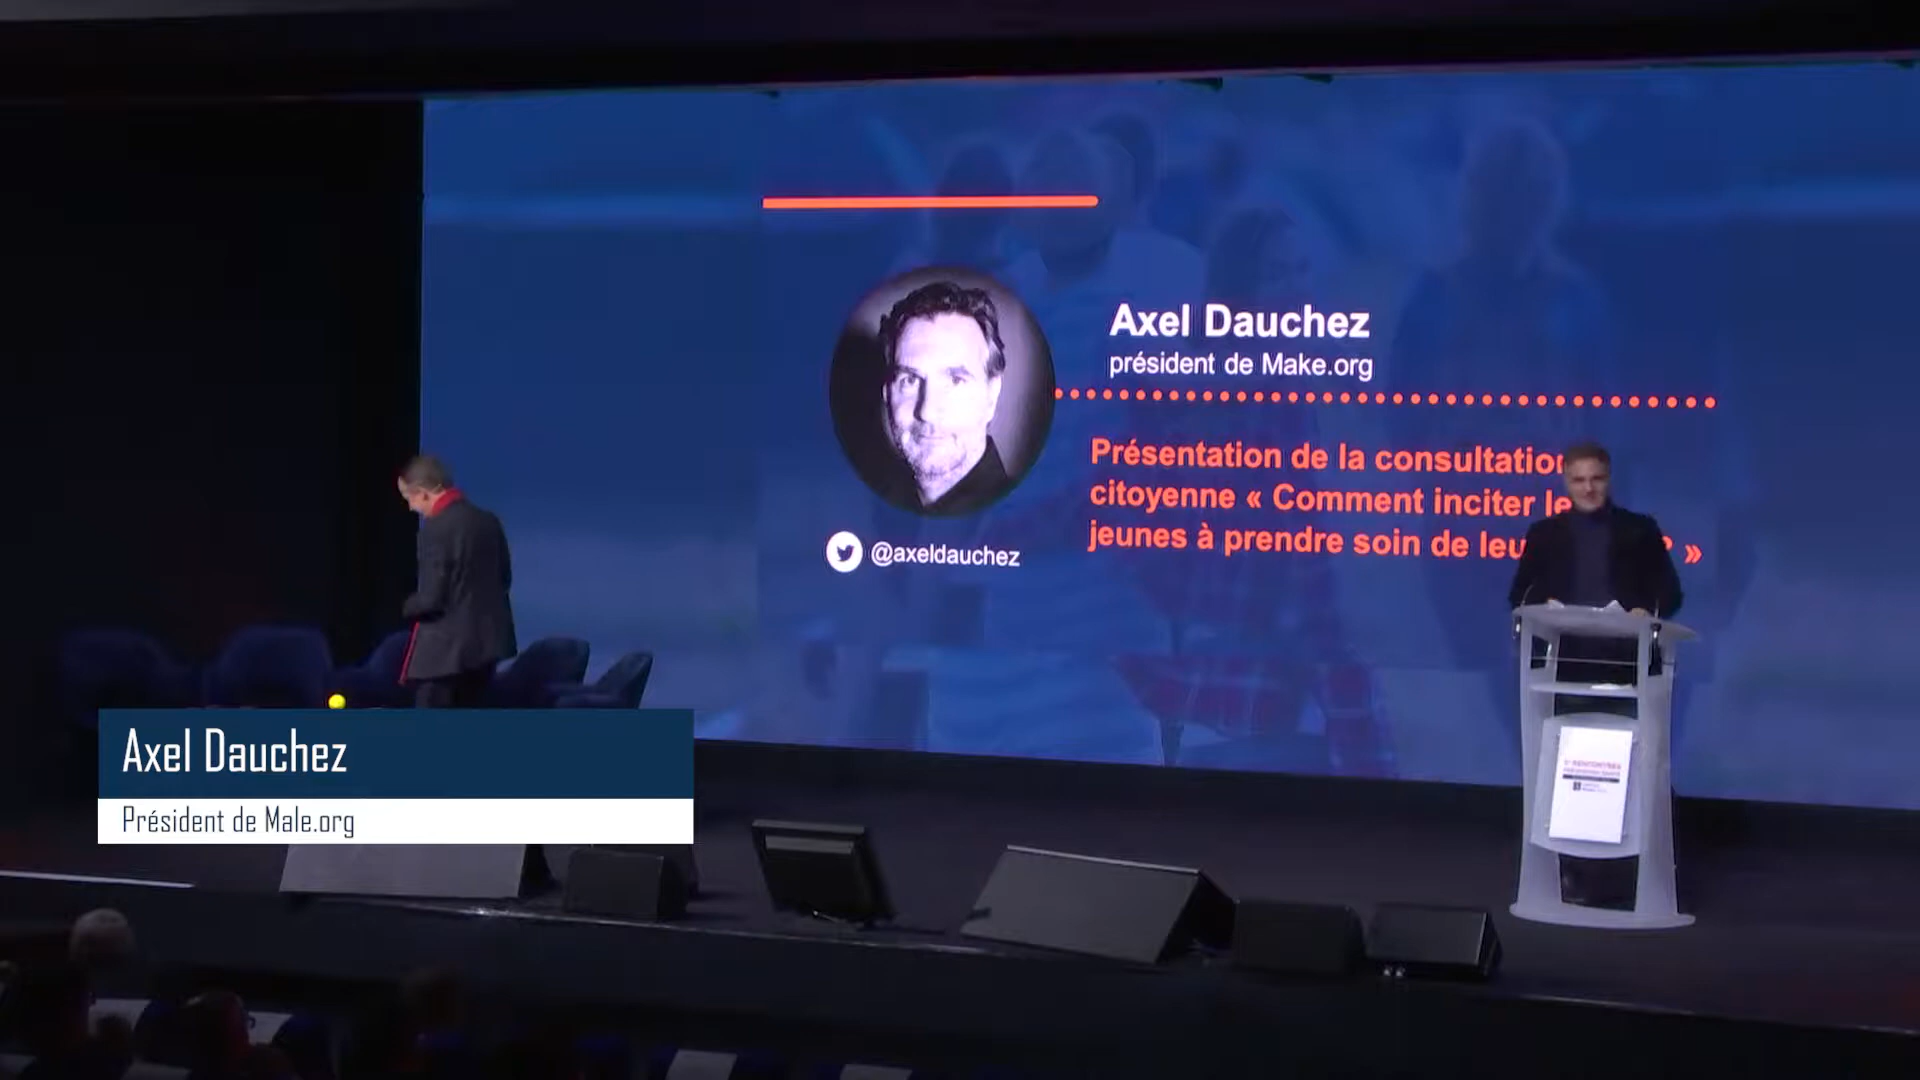 Axel Dauchez
président de Make.org
Présentation de la consultation
citoyenne « Comment inciter le
jeunes à prendre soin de leu ? »
@axeldauchez
Axel Dauchez
Président de Male.org
RENCONTRES